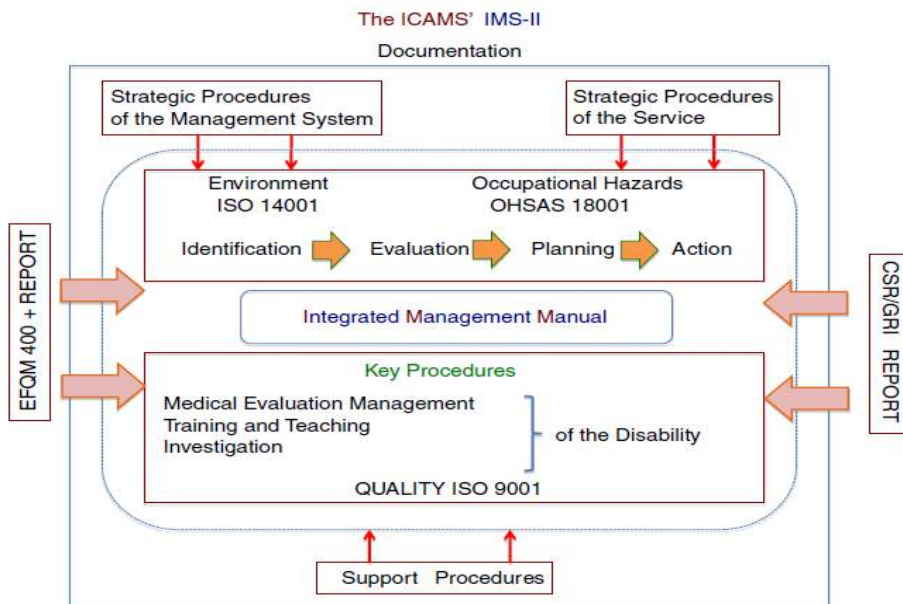 The ICAMS' IMS-II
Documentation
Strategic Procedures
of the Management System
Strategic Procedures
of the Service
Environment
ISO 14001
Occupational Hazards
OHSAS 18001
Identification
Evaluation
Planning
Action
EFQM 400 + REPORT
CSR/GRI REPORT
Integrated Management Manual
Key Procedures
Medical Evaluation Management
Training and Teaching
Investigation
of the Disability
QUALITY ISO 9001
Support Procedures